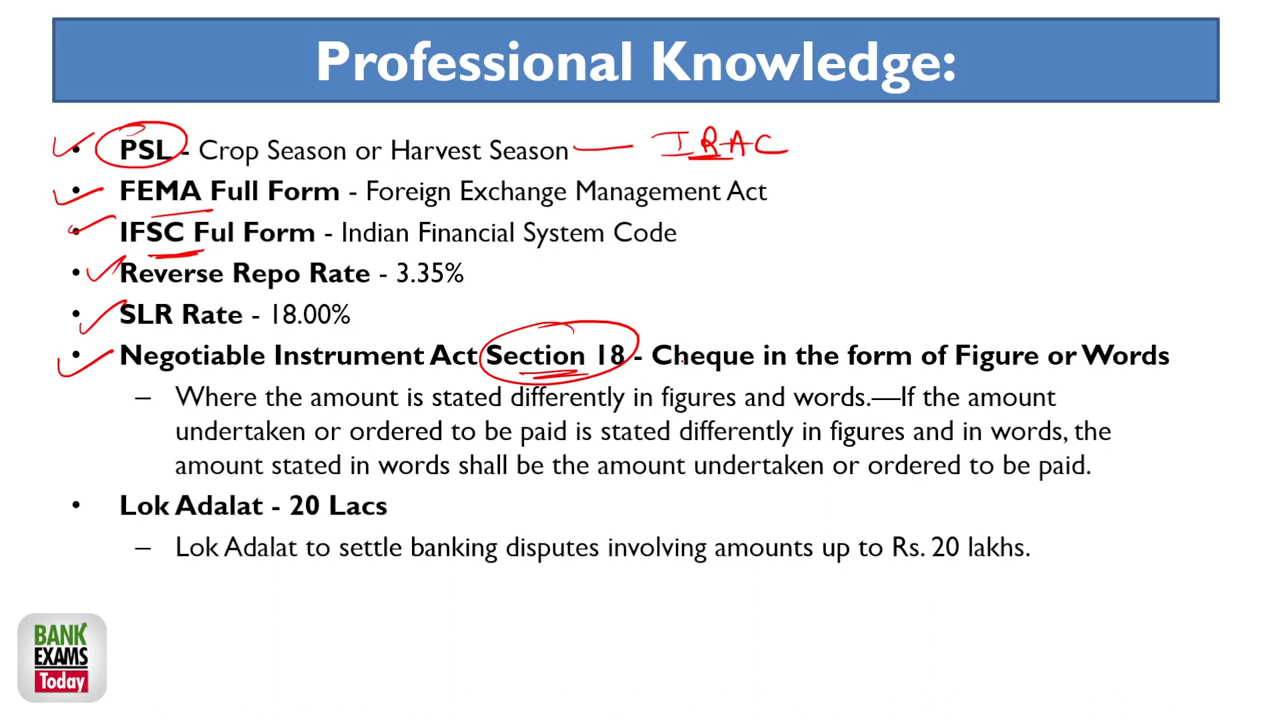 Professional Knowledge:
• PSL - Crop Season or Harvest Season — IRAC
• FEMA Full Form - Foreign Exchange Management Act
• IFSC Ful Form - Indian Financial System Code
• Reverse Repo Rate - 3.35%
• SLR Rate - 18.00%
• Negotiable Instrument Act Section 18 - Cheque in the form of Figure or Words
– Where the amount is stated differently in figures and words.—If the amount
undertaken or ordered to be paid is stated differently in figures and in words, the
amount stated in words shall be the amount undertaken or ordered to be paid.
• Lok Adalat - 20 Lacs
– Lok Adalat to settle banking disputes involving amounts up to Rs. 20 lakhs.
BANK
EXAMS
Today